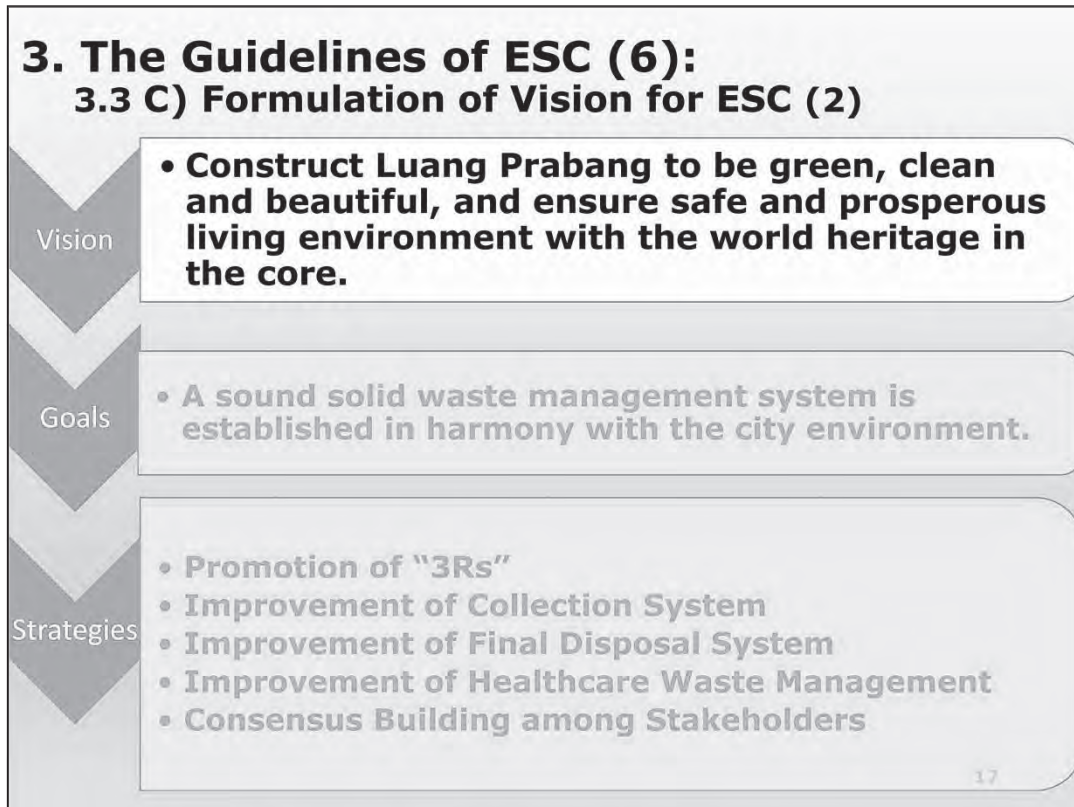 3. The Guidelines of ESC (6):
3.3 C) Formulation of Vision for ESC (2)
Vision
• Construct Luang Prabang to be green, clean
and beautiful, and ensure safe and prosperous
living environment with the world heritage in
the core.
Goals
• A sound solid waste management system is
established in harmony with the city environment.
Strategies
• Promotion of “3Rs”
• Improvement of Collection System
• Improvement of Final Disposal System
• Improvement of Healthcare Waste Management
• Consensus Building among Stakeholders
17